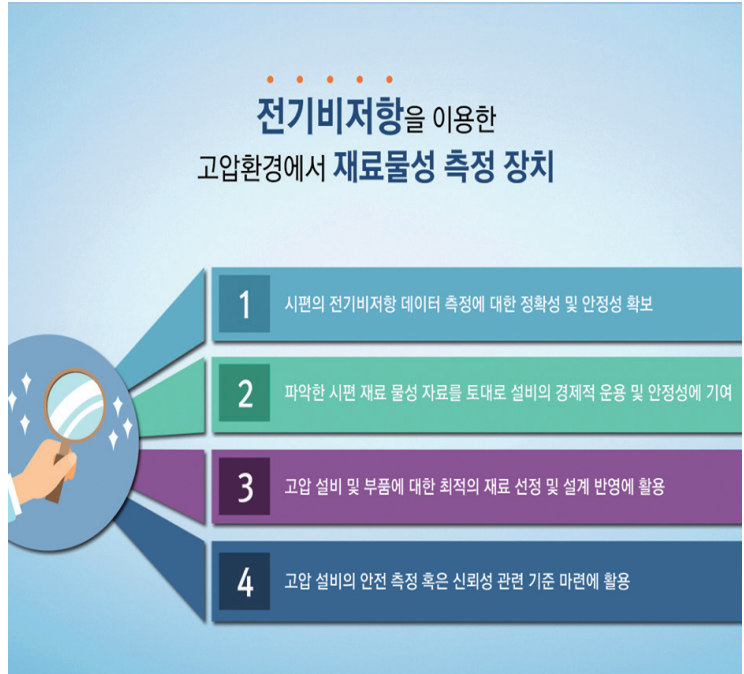 전기비저항을 이용한
고압환경에서 재료물성 측정 장치
1 시편의 전기비저항 데이터 측정에 대한 정확성 및 안정성 확보
2 파악한 시편 재료 물성 자료를 토대로 설비의 경제적 운용 및 안정성에 기여
3 고압 설비 및 부품에 대한 최적의 재료 선정 및 설계 반영에 활용
4 고압 설비의 안전 측정 혹은 신뢰성 관련 기준 마련에 활용